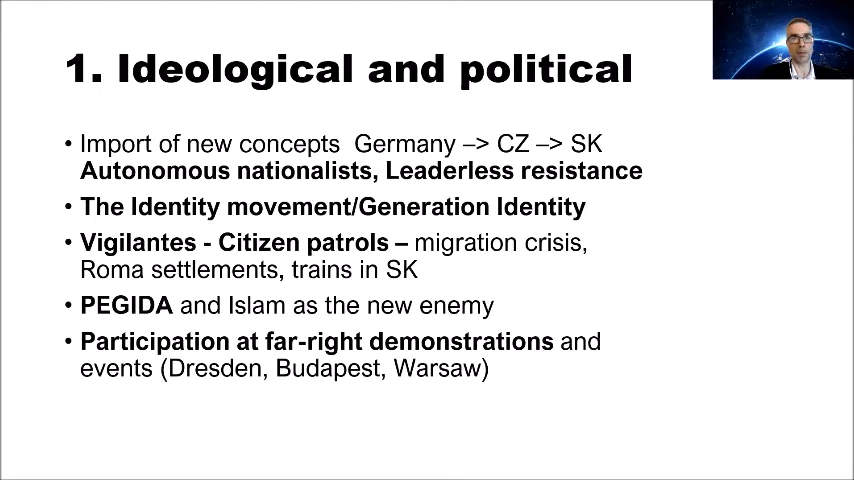 1. Ideological and political
• Import of new concepts  Germany –> CZ –> SK
Autonomous nationalists, Leaderless resistance
• The Identity movement/Generation Identity
• Vigilantes - Citizen patrols – migration crisis,
Roma settlements, trains in SK
• PEGIDA and Islam as the new enemy
• Participation at far-right demonstrations and
events (Dresden, Budapest, Warsaw)